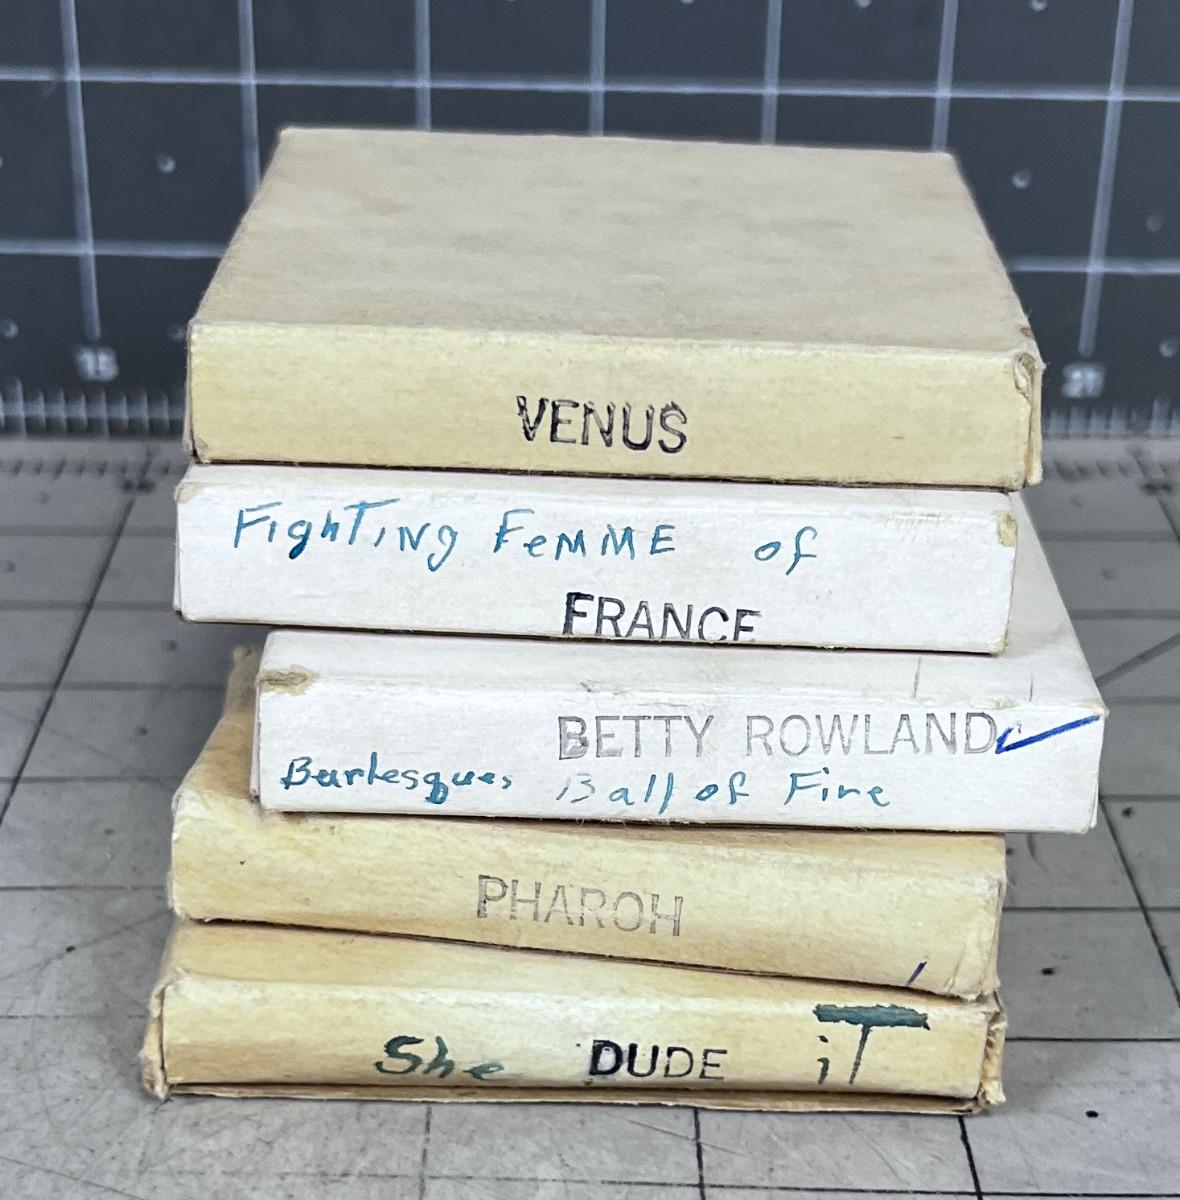 VENUS
FighTiNg FeMME of
FRANCE
BETTY ROWLAND
Burlesques Ball of Fire
PHAROH
She DUDE iT